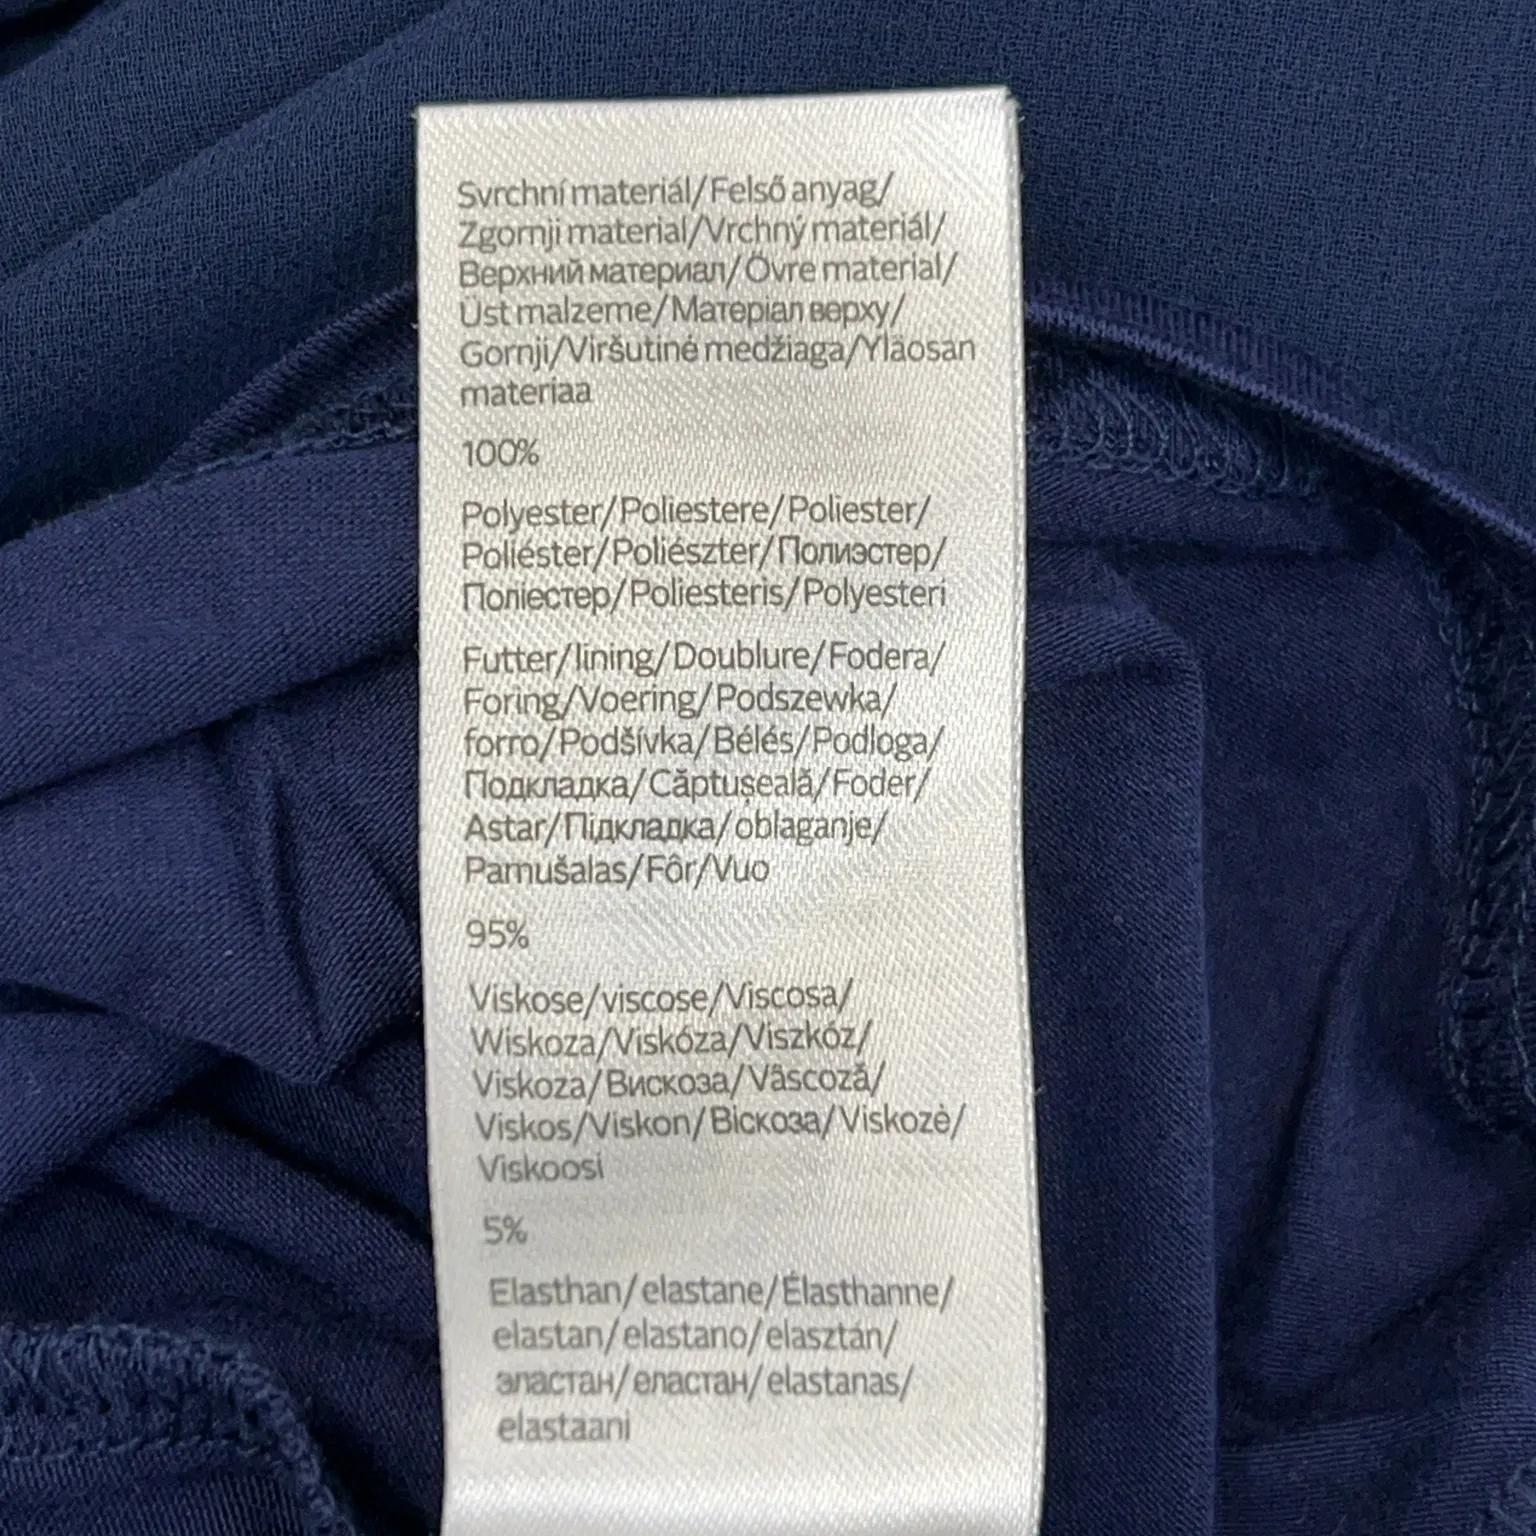 Svrchní materiál/Felső anyag/
Zgornji material/Vrchný materiál/
Верхний материал/Övre material/
Üst malzeme/Матеріал верху/
Gornji/Viršutinė medžiaga/Yläosan
materiaa
100%
Polyester/Poliestere/Poliester/
Poliéster/Poliészter/Полиэстер/
Поліестер/Poliesteris/Polyesteri
Futter/lining/Doublure/Fodera/
Foring/Voering/Podszewka/
forro/Podšívka/Bélés/Podloga/
Подкладка/Căptușeală/Foder/
Astar/Підкладка/oblaganje/
Pamušalas/Fôr/Vuo
95%
Viskose/viscose/Viscosa/
Wiskoza/Viskóza/Viszkóz/
Viskoza/Вискоза/Vâscoză/
Viskos/Viskon/Віскоза/Viskozė/
Viskoosi
5%
Elasthan/elastane/Élasthanne/
elastan/elastano/elasztán/
эластан/еластан/elastanas/
elastaani